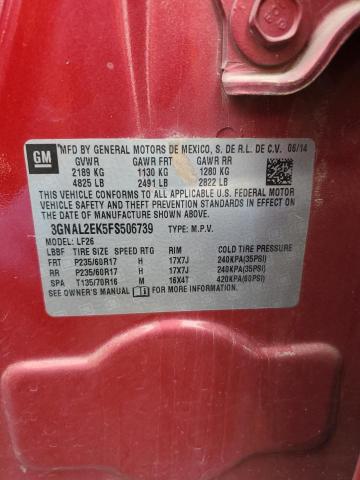 GM
MFD BY GENERAL MOTORS DE MEXICO, S. DE R.L. DE C.V. 06/14
GVWR GAWR FRT GAWR RR
2189 KG 1130 KG 1280 KG
4825 LB 2491 LB 2822 LB
THIS VEHICLE CONFORMS TO ALL APPLICABLE U.S. FEDERAL MOTOR
VEHICLE SAFETY AND THEFT PREVENTION STANDARDS IN EFFECT
ON THE DATE OF MANUFACTURE SHOWN ABOVE.
3GNAL2EK5FS506739 TYPE: M.P.V.
MODEL: LF26
LBBF TIRE SIZE SPEED RTG RIM COLD TIRE PRESSURE
FRT P235/60R17 H 17X7J 240KPA(35PSI)
RR P235/60R17 H 17X7J 240KPA(35PSI)
SPA T135/70R16 M 16X4T 420KPA(60PSI)
SEE OWNER'S MANUAL FOR MORE INFORMATION